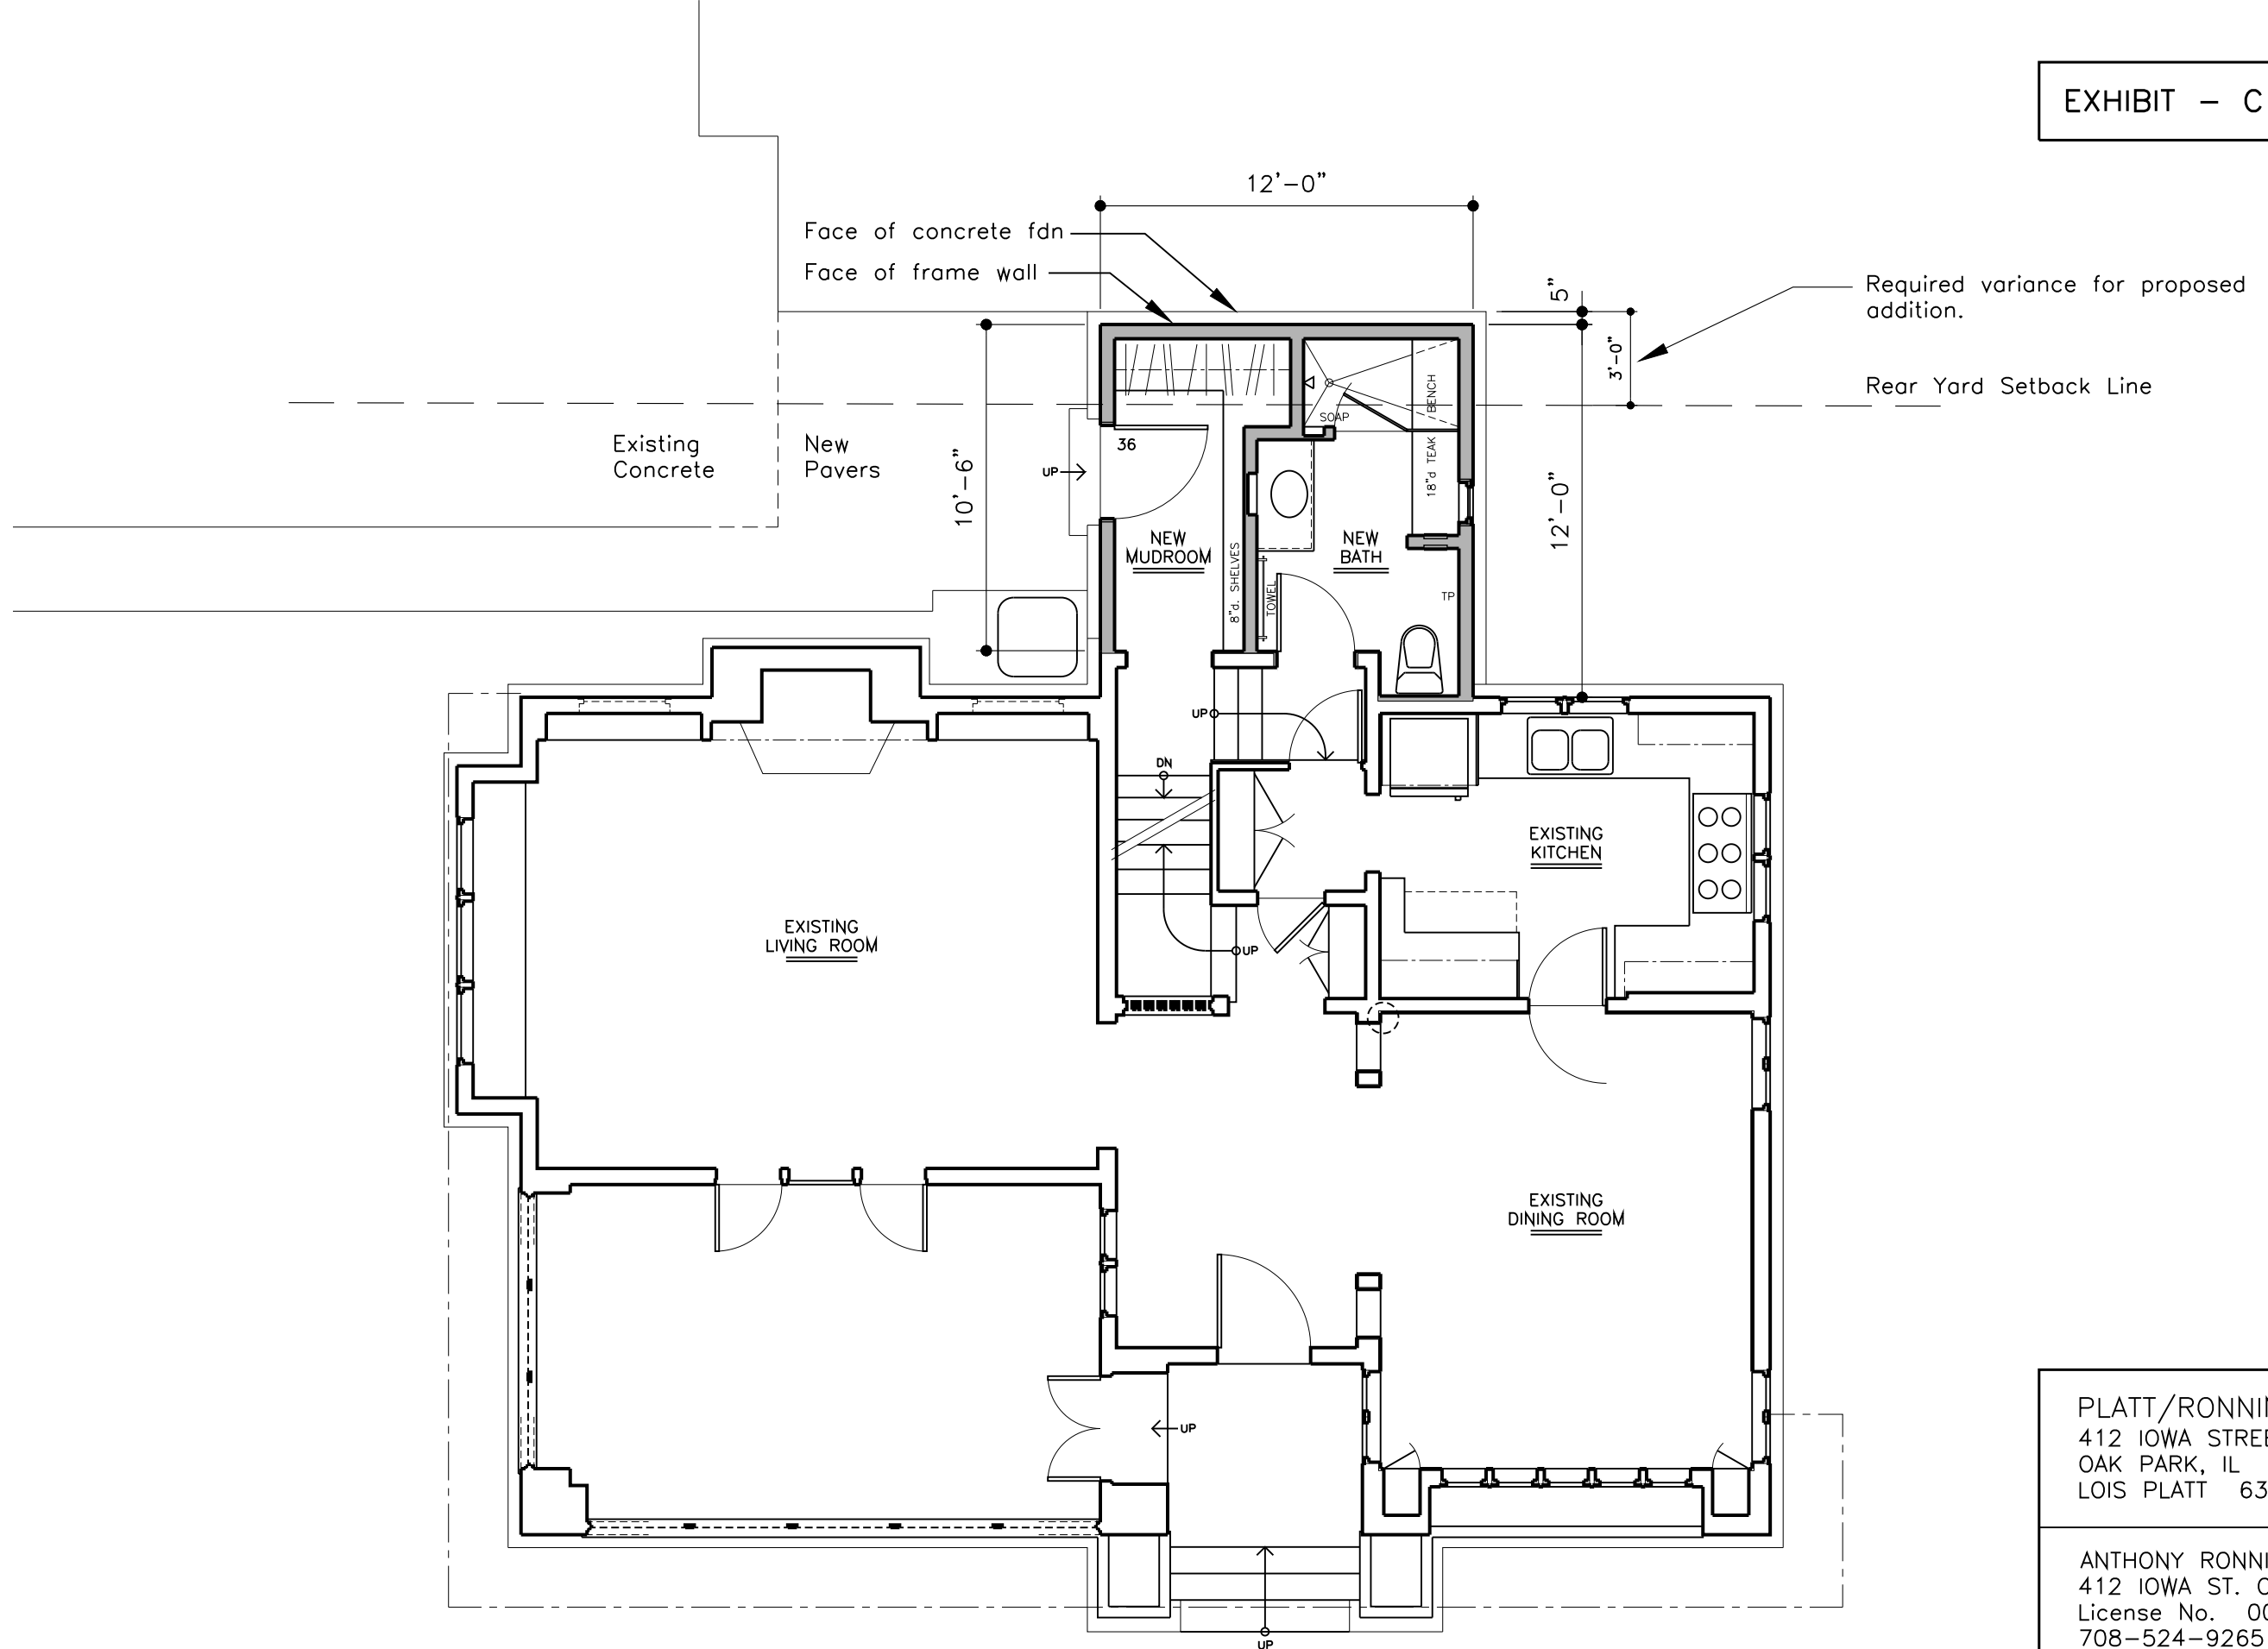 EXHIBIT - C
12'-0"
Face of concrete fdn
Face of frame wall
5"
3'-0"
Required variance for proposed
addition.
Rear Yard Setback Line
Existing
Concrete
New
Pavers
10'-6"
12'-0"
36
UP
SOAP
BENCH
18"d TEAK
NEW
MUDROOM
NEW
BATH
8"d. SHELVES
TOWEL
TP
UP
DN
EXISTING
KITCHEN
EXISTING
LIVING ROOM
UP
EXISTING
DINING ROOM
UP
UP
PLATT/RONNI
412 IOWA STREE
OAK PARK, IL
LOIS PLATT 63
ANTHONY RONNI
412 IOWA ST.
License No. 00
708-524-9265